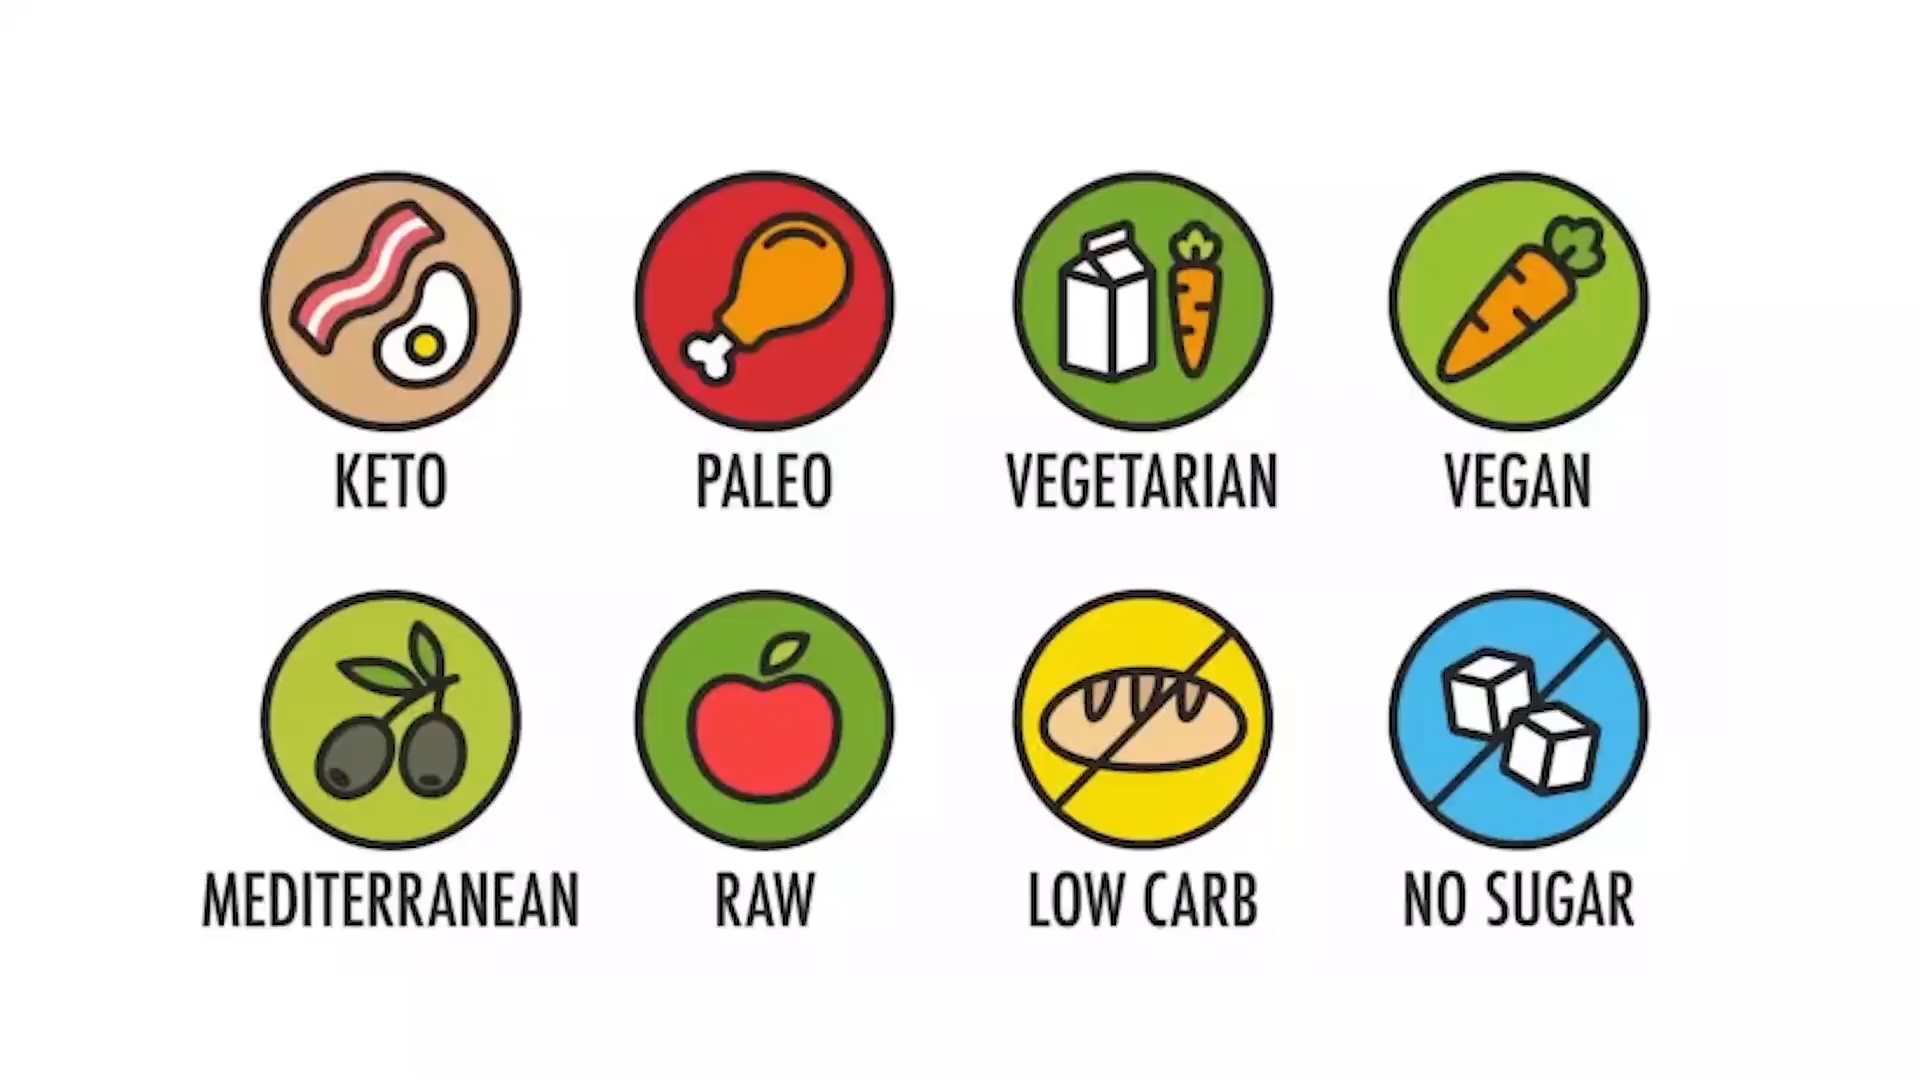 KETO
PALEO
VEGETARIAN
VEGAN
MEDITERRANEAN
RAW
LOW CARB
NO SUGAR